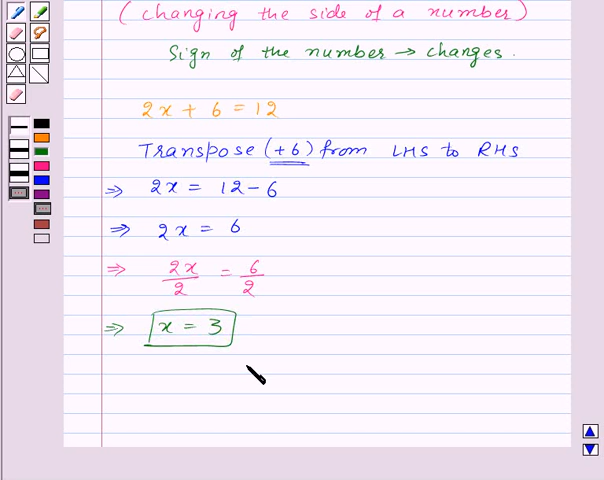 (changing the side of a number)
Sign of the number → changes.
2x + 6 = 12
Transpose (+6) from LHS to RHS
⇒ 2x = 12 - 6
⇒ 2x = 6
⇒ 2x/2 = 6/2
⇒ x = 3